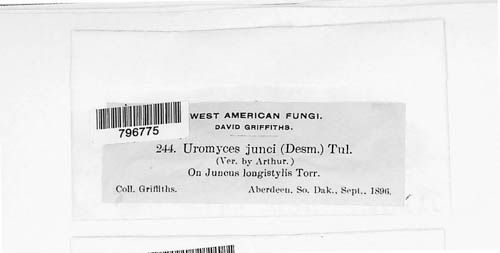 WEST AMERICAN FUNGI.
DAVID GRIFFITHS.
796775
244. Uromyces junci (Desm.) Tul.
(Ver. by Arthur.)
On Juncus longistylis Torr.
Coll. Griffiths. Aberdeen. So. Dak., Sept., 1896.